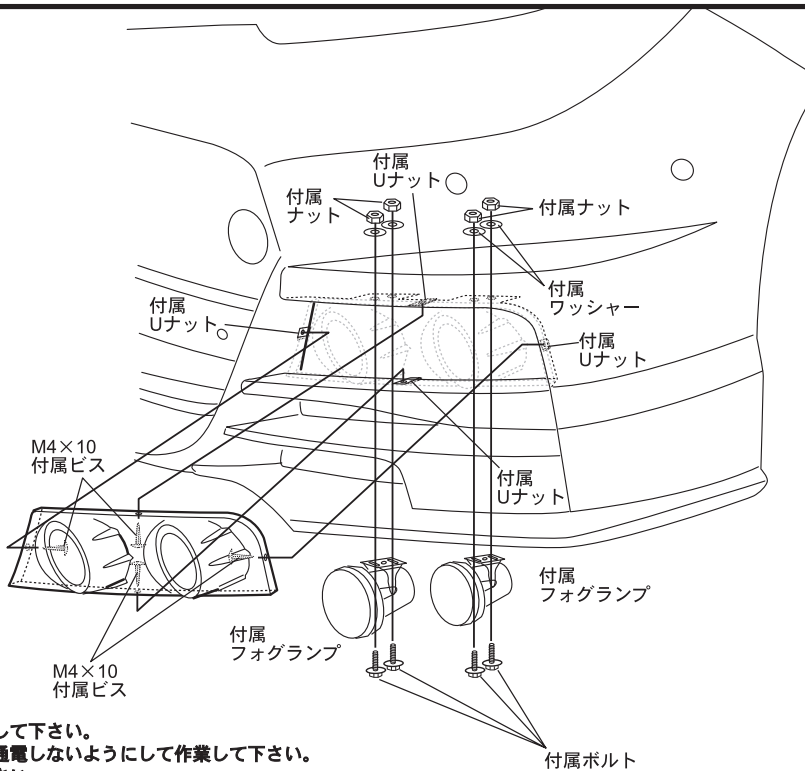 付属
Uナット
付属
ナット
付属ナット
付属
ワッシャー
付属
Uナット
付属
Uナット
M4×10
付属ビス
付属
Uナット
付属
フォグランプ
付属
フォグランプ
M4×10
付属ビス
して下さい。
通電しないようにして作業して下さい。
付属ボルト